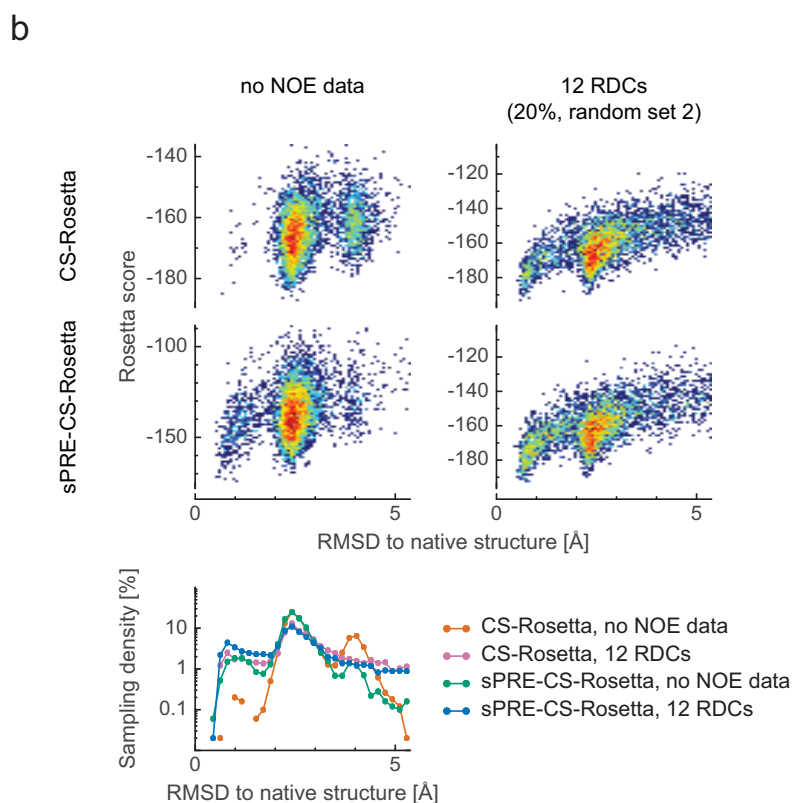 b
no NOE data
12 RDCs
(20%, random set 2)
CS-Rosetta
sPRE-CS-Rosetta
Rosetta score
-140
-160
-180
-120
-140
-160
-180
-100
-150
-120
-140
-160
-180
0
5
0
5
RMSD to native structure [Å]
Sampling density [%]
10
1
0.1
0
5
RMSD to native structure [Å]
CS-Rosetta, no NOE data
CS-Rosetta, 12 RDCs
sPRE-CS-Rosetta, no NOE data
sPRE-CS-Rosetta, 12 RDCs